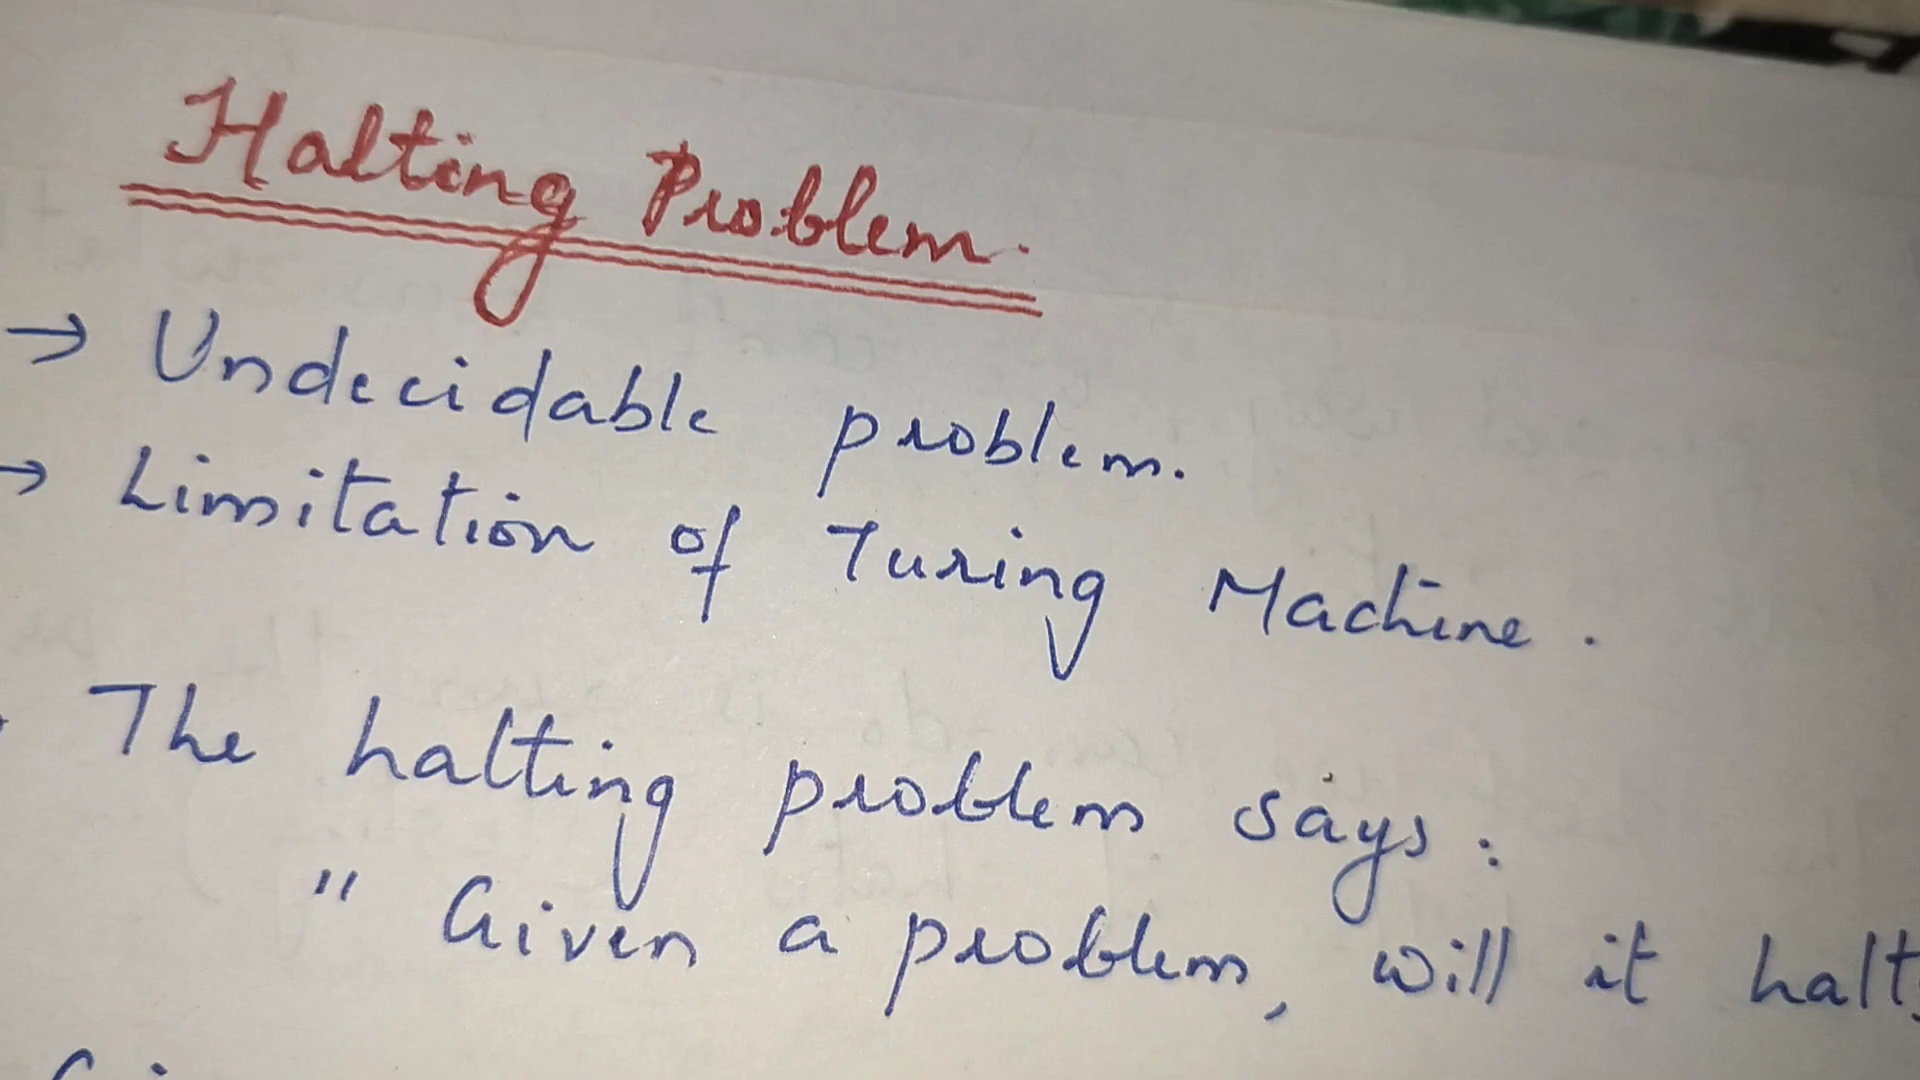 Halting Problem.
→ Undecidable problem.
→ Limitation of Turing Machine.
The halting problem says:
" Given a problem, will it halt